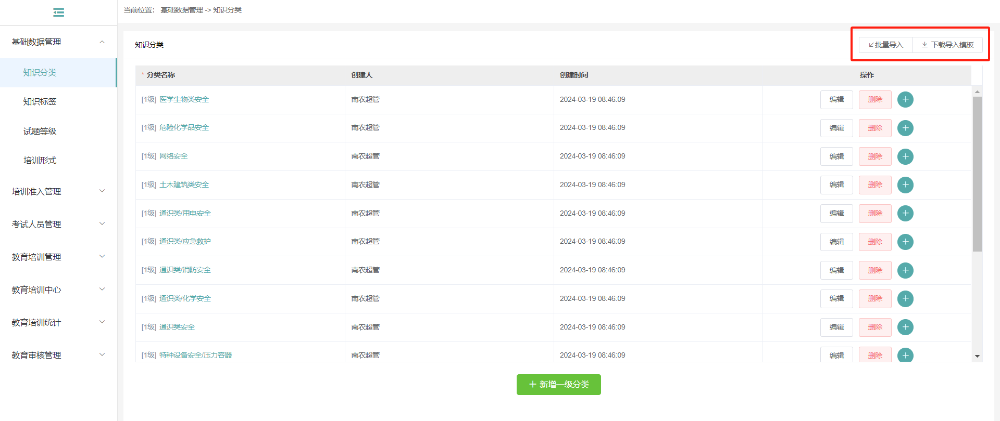 当前位置： 基础数据管理 -> 知识分类
基础数据管理
知识分类
知识标签
试题等级
培训形式
培训准入管理
考试人员管理
教育培训管理
教育培训中心
教育培训统计
教育审核管理
知识分类
批量导入 下载导入模板
* 分类名称 创建人 创建时间 操作
[1级] 医学生物类安全 南农超管 2024-03-19 08:46:09 编辑 删除
[1级] 危险化学品安全 南农超管 2024-03-19 08:46:09 编辑 删除
[1级] 网络安全 南农超管 2024-03-19 08:46:09 编辑 删除
[1级] 土木建筑类安全 南农超管 2024-03-19 08:46:09 编辑 删除
[1级] 通识类/用电安全 南农超管 2024-03-19 08:46:09 编辑 删除
[1级] 通识类/应急救护 南农超管 2024-03-19 08:46:09 编辑 删除
[1级] 通识类/消防安全 南农超管 2024-03-19 08:46:09 编辑 删除
[1级] 通识类/化学安全 南农超管 2024-03-19 08:46:09 编辑 删除
[1级] 通识类安全 南农超管 2024-03-19 08:46:09 编辑 删除
[1级] 特种设备安全/压力容器 南农超管 2024-03-19 08:46:09 编辑 删除
+ 新增一级分类